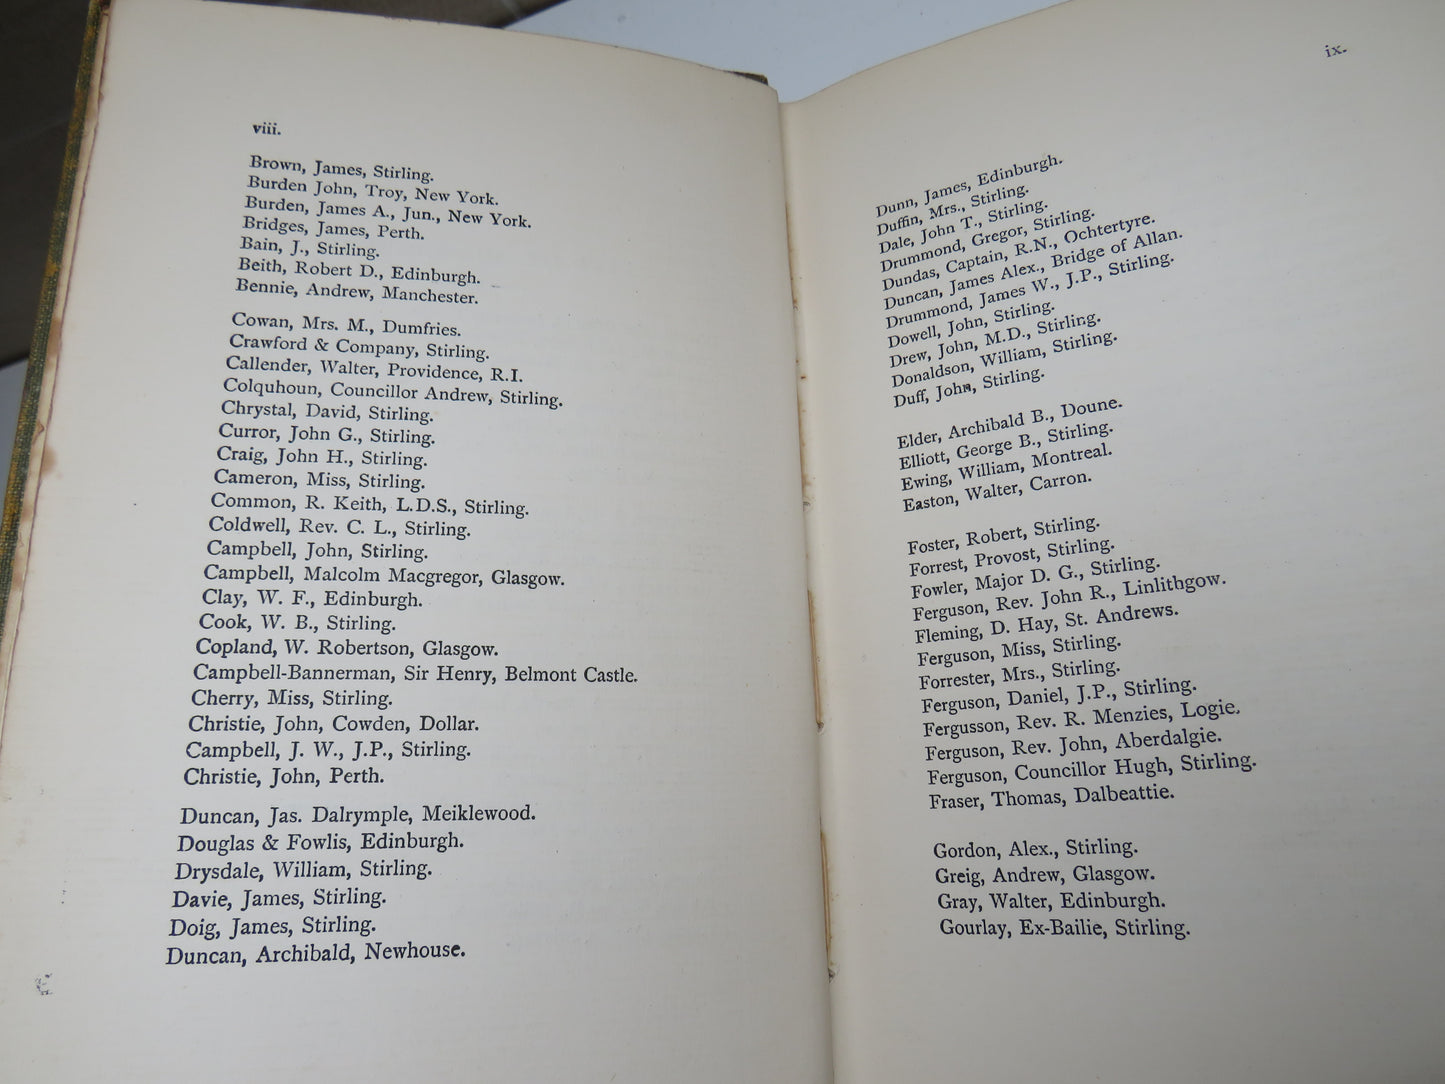 viii.
Brown, James, Stirling.
Burden John, Troy, New York.
Burden, James A., Jun., New York.
Bridges, James, Perth.
Bain, J., Stirling.
Beith, Robert D., Edinburgh.
Bennie, Andrew, Manchester.
Cowan, Mrs. M., Dumfries.
Crawford & Company, Stirling.
Callender, Walter, Providence, R.I.
Colquhoun, Councillor Andrew, Stirling.
Chrystal, David, Stirling.
Curror, John G., Stirling.
Craig, John H., Stirling.
Cameron, Miss, Stirling.
Common, R. Keith, L.D.S., Stirling.
Coldwell, Rev. C. L., Stirling.
Campbell, John, Stirling.
Campbell, Malcolm Macgregor, Glasgow.
Clay, W. F., Edinburgh.
Cook, W. B., Stirling.
Copland, W. Robertson, Glasgow.
Campbell-Bannerman, Sir Henry, Belmont Castle.
Cherry, Miss, Stirling.
Christie, John, Cowden, Dollar.
Campbell, J. W., J.P., Stirling.
Christie, John, Perth.
Duncan, Jas. Dalrymple, Meiklewood.
Douglas & Fowlis, Edinburgh.
Drysdale, William, Stirling.
Davie, James, Stirling.
Doig, James, Stirling.
Duncan, Archibald, Newhouse.
ix.
Dunn, James, Edinburgh.
Duffin, Mrs., Stirling.
Dale, John T., Stirling.
Drummond, Gregor, Stirling.
Dundas, Captain, R.N., Ochtertyre.
Duncan, James Alex., Bridge of Allan.
Drummond, James W., J.P., Stirling.
Dowell, John, Stirling.
Drew, John, M.D., Stirling.
Donaldson, William, Stirling.
Duff, John, Stirling.
Elder, Archibald B., Doune.
Elliott, George B., Stirling.
Ewing, William, Montreal.
Easton, Walter, Carron.
Foster, Robert, Stirling.
Forrest, Provost, Stirling.
Fowler, Major D. G., Stirling.
Ferguson, Rev. John R., Linlithgow.
Fleming, D. Hay, St. Andrews.
Ferguson, Miss, Stirling.
Forrester, Mrs., Stirling.
Ferguson, Daniel, J.P., Stirling.
Fergusson, Rev. R. Menzies, Logie.
Ferguson, Rev. John, Aberdalgie.
Ferguson, Councillor Hugh, Stirling.
Fraser, Thomas, Dalbeattie.
Gordon, Alex., Stirling.
Greig, Andrew, Glasgow.
Gray, Walter, Edinburgh.
Gourlay, Ex-Bailie, Stirling.